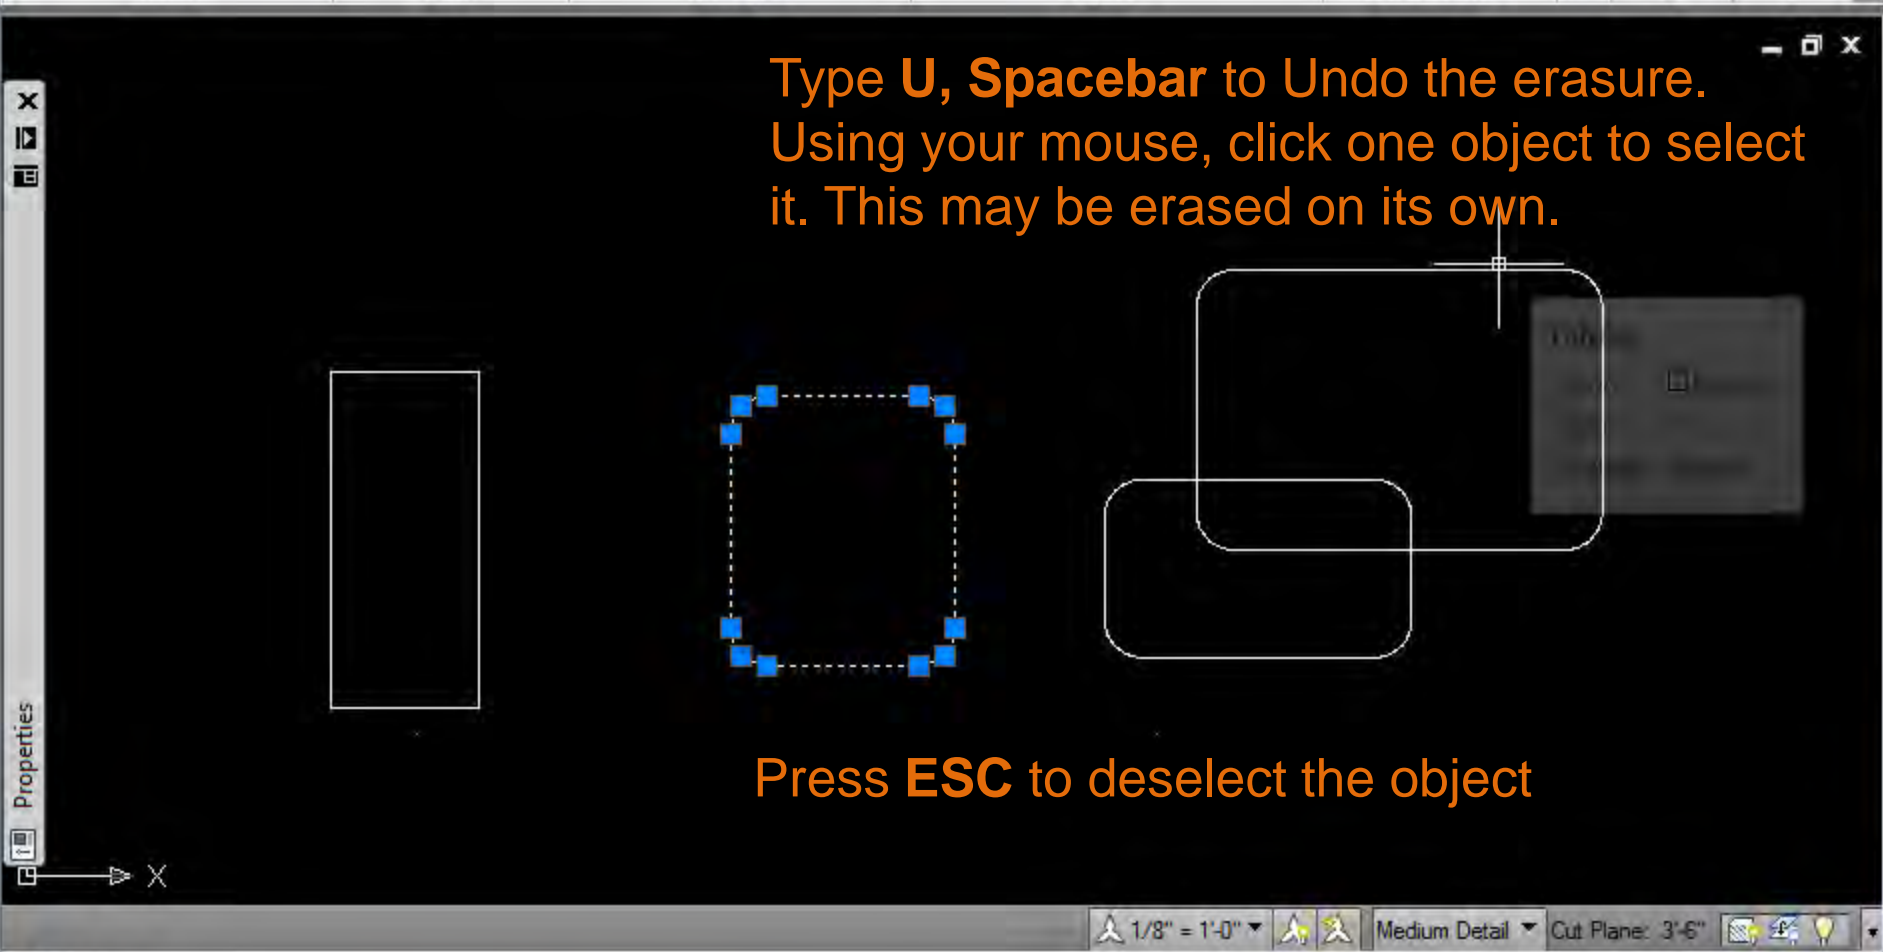 Type U, Spacebar to Undo the erasure.
Using your mouse, click one object to select
it. This may be erased on its own.
Properties
Press ESC to deselect the object
X
1/8" = 1'-0"
Medium Detail
Cut Plane: 3'-6"